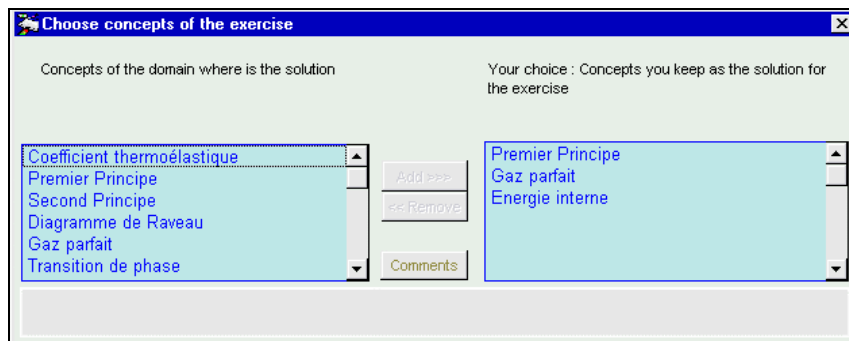 Choose concepts of the exercise
Concepts of the domain where is the solution
Your choice : Concepts you keep as the solution for
the exercise
Coefficient thermoélastique
Premier Principe
Second Principe
Diagramme de Raveau
Gaz parfait
Transition de phase
Add >>>
<< Remove
Comments
Premier Principe
Gaz parfait
Energie interne